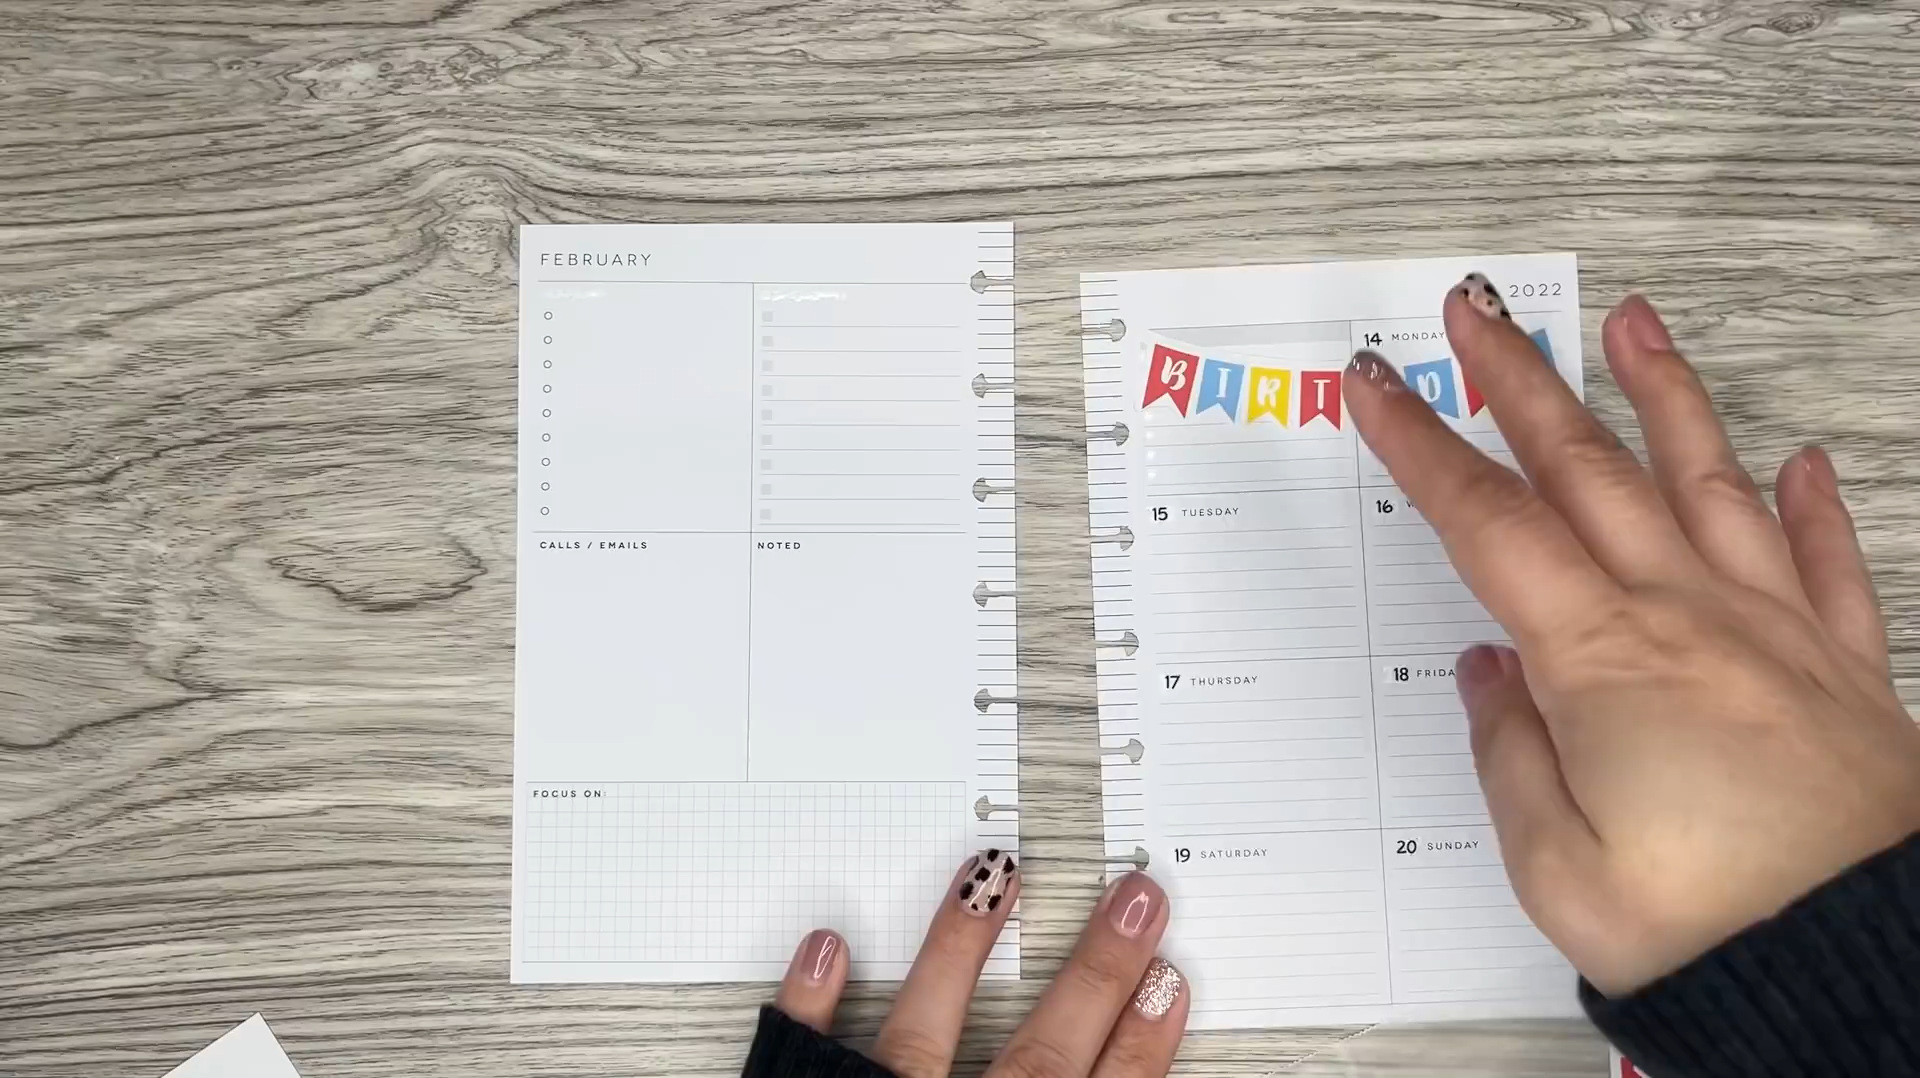 FEBRUARY
CALLS / EMAILS
NOTED
FOCUS ON:
2022
BIRT D
14 MONDAY
15 TUESDAY
16
17 THURSDAY
18 FRIDA
19 SATURDAY
20 SUNDAY